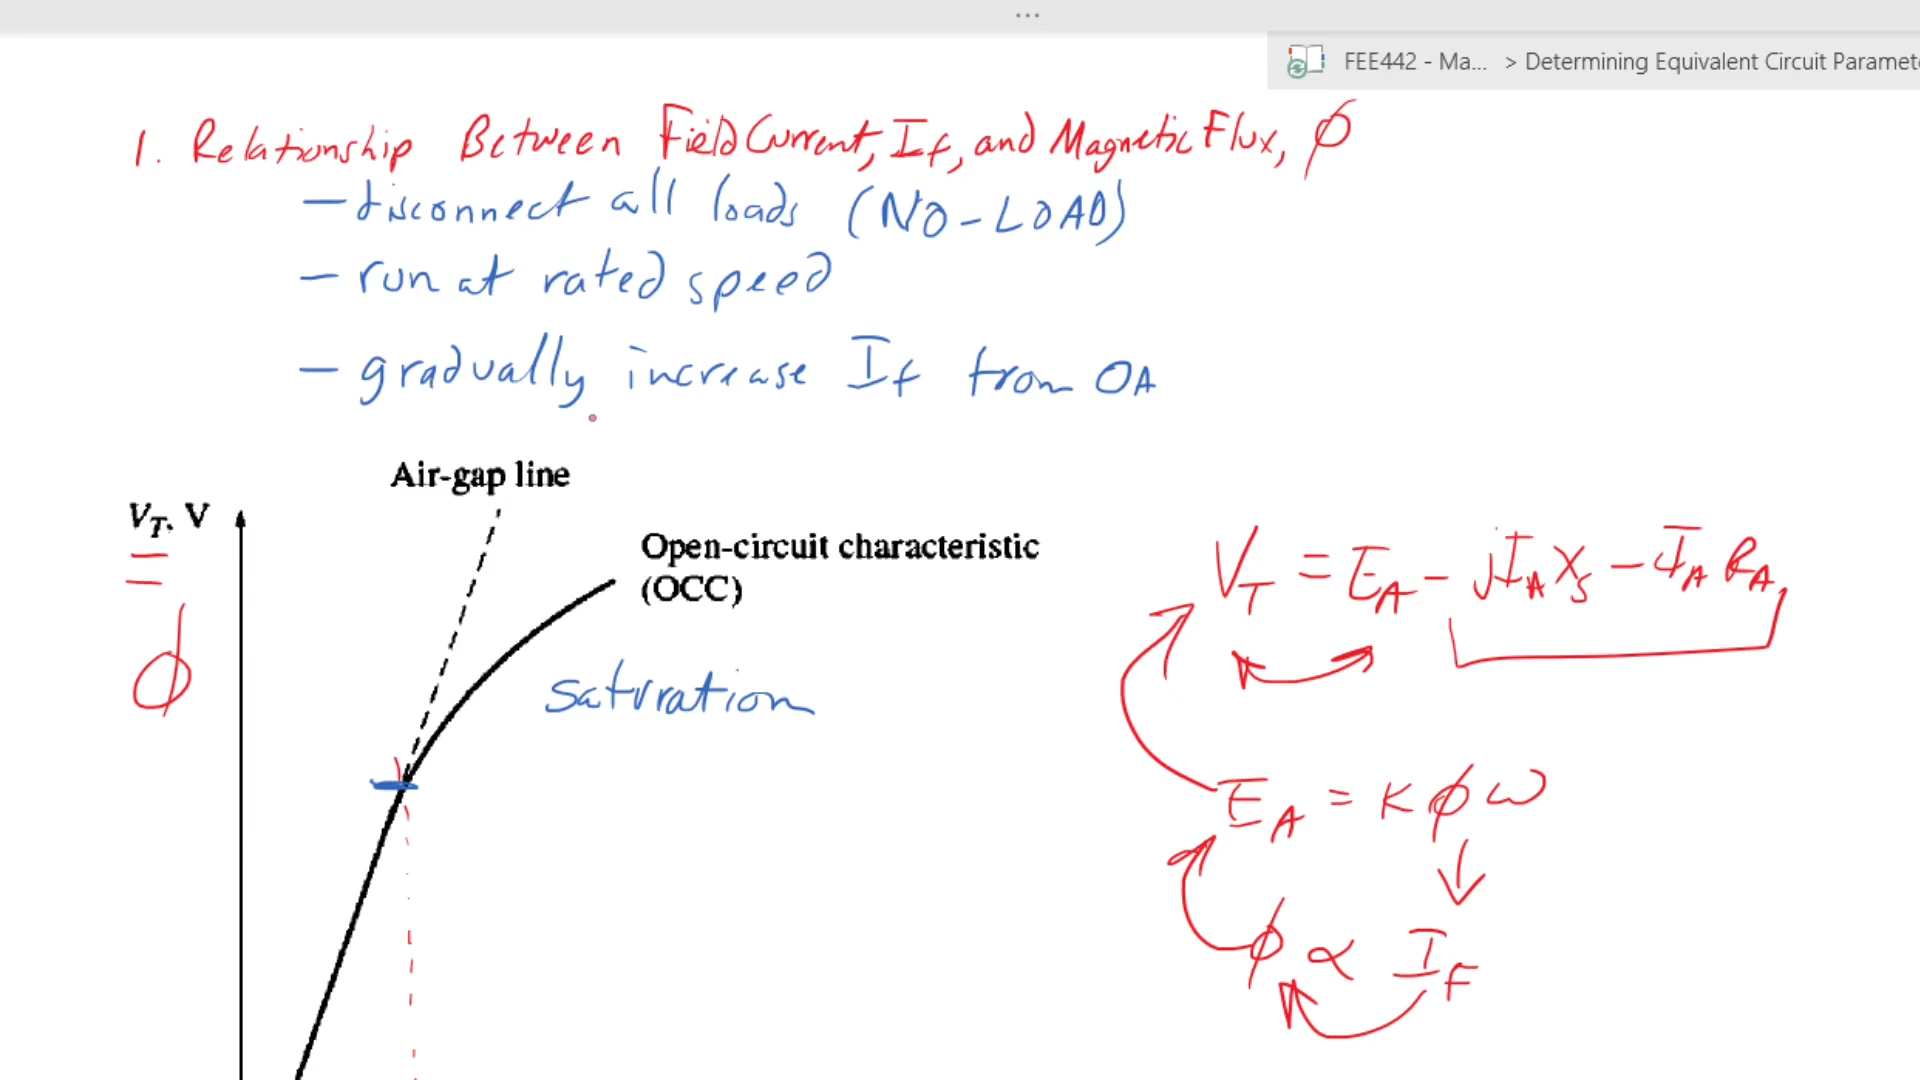 ...
FEE442 - Ma... > Determining Equivalent Circuit Paramet
1. Relationship Between Field Current, If, and Magnetic Flux, ϕ
— disconnect all loads (NO-LOAD)
— run at rated speed
— gradually increase If from 0A
Air-gap line
VT, V
Open-circuit characteristic
(OCC)
ϕ
saturation
VT = EA - jIAXS - IARA
EA = Kϕω
ϕ ∝ IF